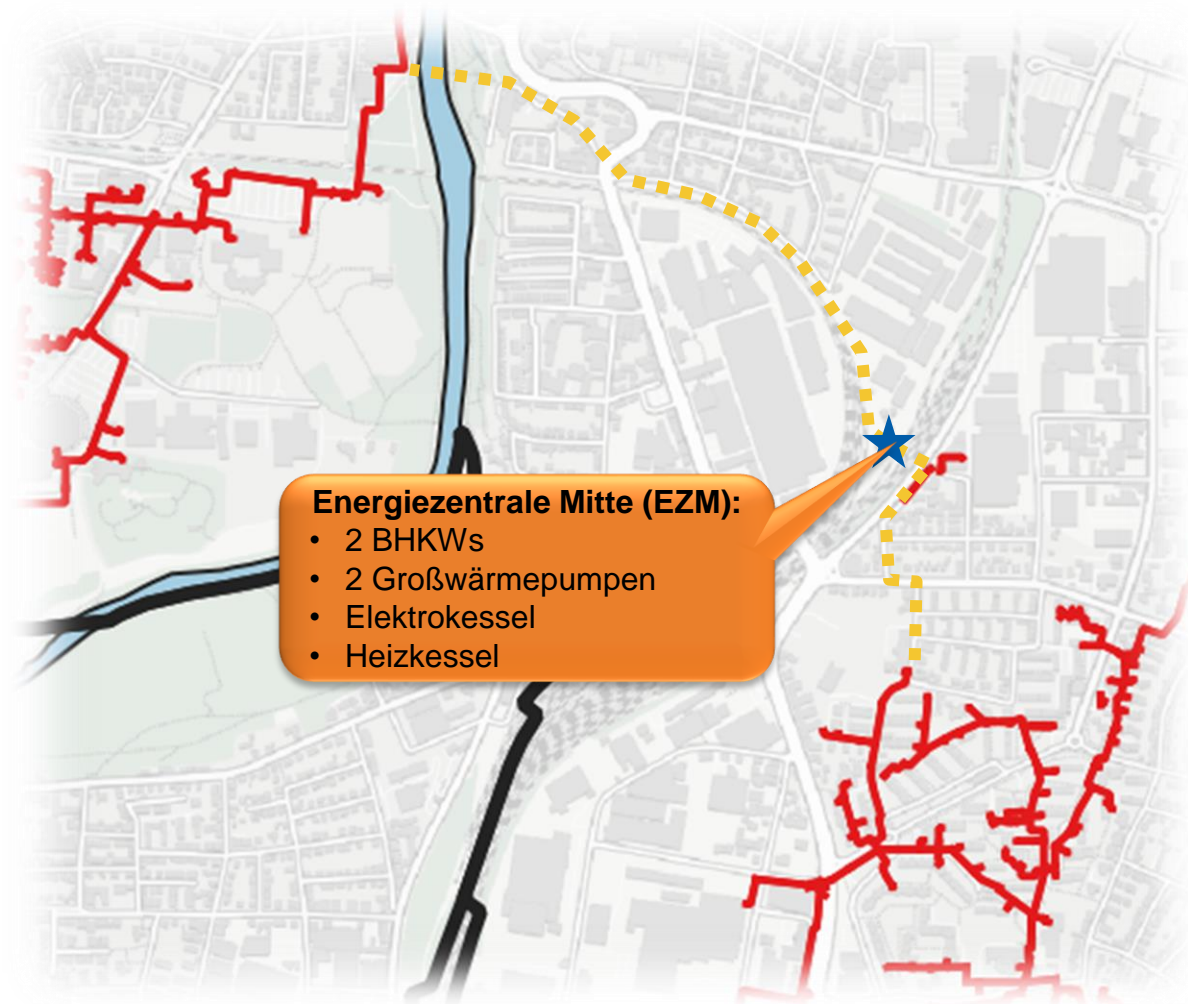 Energiezentrale Mitte (EZM):
• 2 BHKWs
• 2 Großwärmepumpen
• Elektrokessel
• Heizkessel